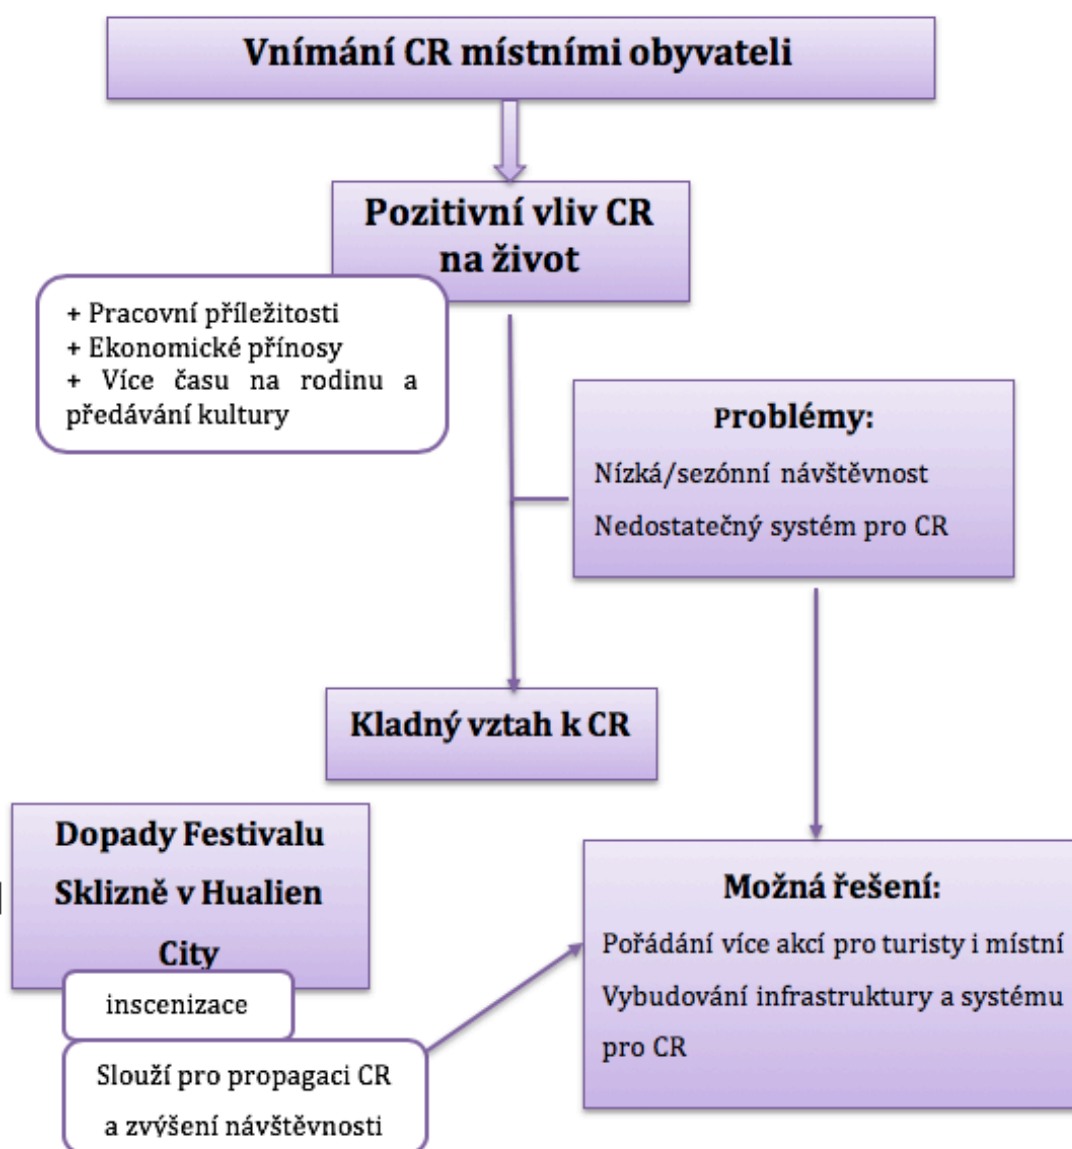 Vnímání CR místními obyvateli
Pozitivní vliv CR
na život
+ Pracovní příležitosti
+ Ekonomické přínosy
+ Více času na rodinu a
předávání kultury
Problémy:
Nízká/sezónní návštěvnost
Nedostatečný systém pro CR
Kladný vztah k CR
Dopady Festivalu
Sklizně v Hualien
City
inscenizace
Slouží pro propagaci CR
a zvýšení návštěvnosti
Možná řešení:
Pořádání více akcí pro turisty i místní
Vybudování infrastruktury a systému
pro CR